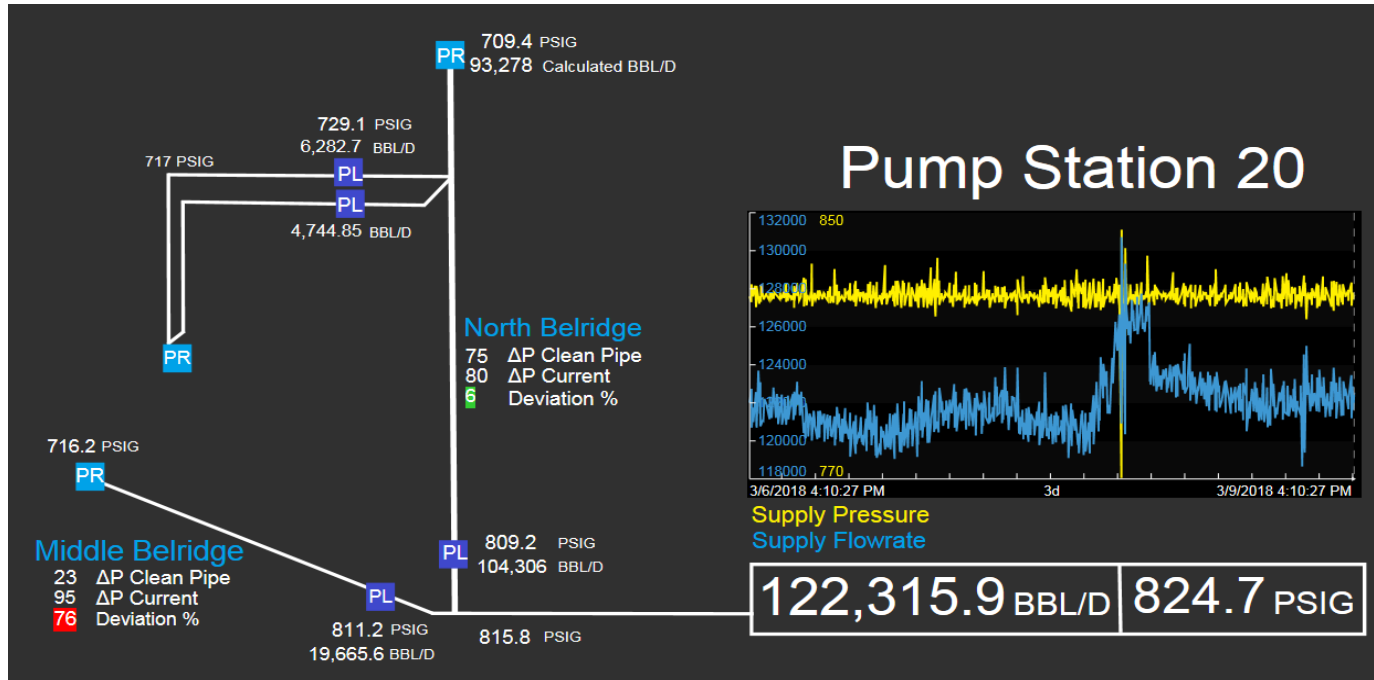 709.4 PSIG
PR
93,278 Calculated BBL/D
729.1 PSIG
6,282.7 BBL/D
717 PSIG
PL
PL
4,744.85 BBL/D
PR
North Belridge
75 ΔP Clean Pipe
80 ΔP Current
6 Deviation %
716.2 PSIG
PR
Middle Belridge
23 ΔP Clean Pipe
95 ΔP Current
76 Deviation %
PL
811.2 PSIG
19,665.6 BBL/D
PL
809.2 PSIG
104,306 BBL/D
815.8 PSIG
Pump Station 20
132000 850
130000
128000
126000
124000
122000
120000
118000 770
3/6/2018 4:10:27 PM 3d 3/9/2018 4:10:27 PM
Supply Pressure
Supply Flowrate
122,315.9 BBL/D 824.7 PSIG